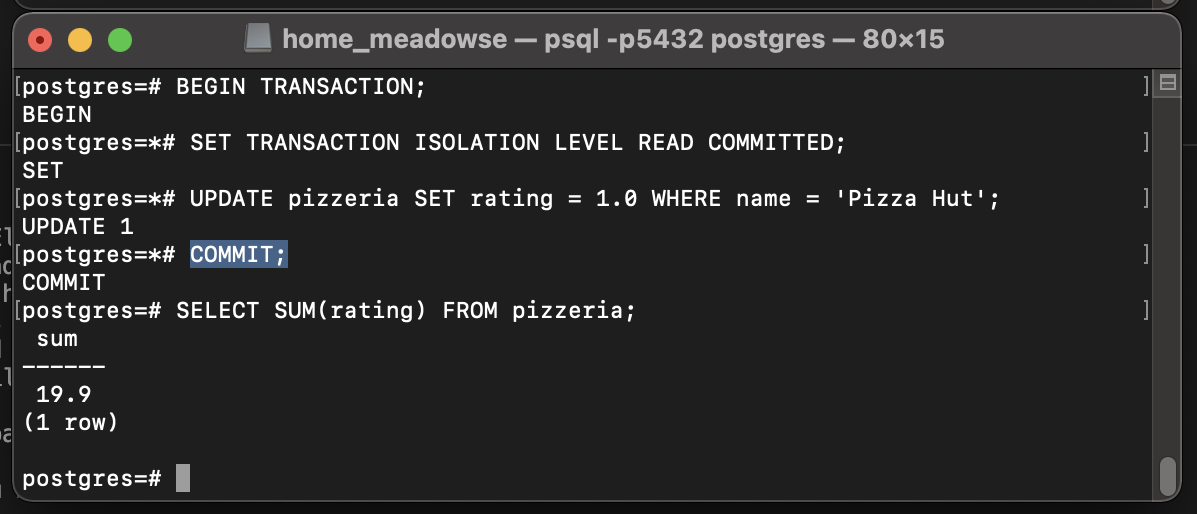 home_meadowse — psql -p5432 postgres — 80×15
[postgres=# BEGIN TRANSACTION; ]
BEGIN
[postgres=*# SET TRANSACTION ISOLATION LEVEL READ COMMITTED; ]
SET
[postgres=*# UPDATE pizzeria SET rating = 1.0 WHERE name = 'Pizza Hut'; ]
UPDATE 1
[postgres=*# COMMIT; ]
COMMIT
[postgres=# SELECT SUM(rating) FROM pizzeria; ]
sum
------
19.9
(1 row)
postgres=#